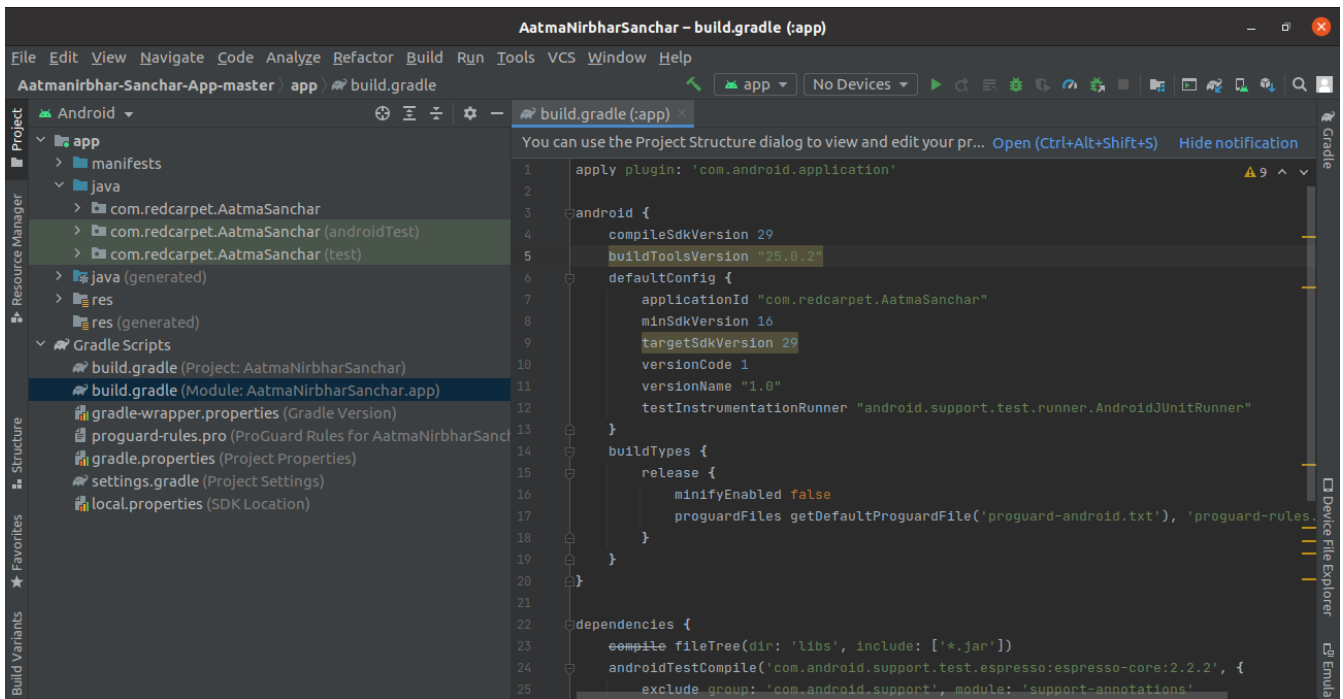 AatmaNirbharSanchar – build.gradle (:app)
File Edit View Navigate Code Analyze Refactor Build Run Tools VCS Window Help
Aatmanirbhar-Sanchar-App-master app build.gradle
app No Devices
Project
Resource Manager
Structure
Favorites
Build Variants
Android
app
manifests
java
com.redcarpet.AatmaSanchar
com.redcarpet.AatmaSanchar (androidTest)
com.redcarpet.AatmaSanchar (test)
java (generated)
res
res (generated)
Gradle Scripts
build.gradle (Project: AatmaNirbharSanchar)
build.gradle (Module: AatmaNirbharSanchar.app)
gradle-wrapper.properties (Gradle Version)
proguard-rules.pro (ProGuard Rules for AatmaNirbharSanch
gradle.properties (Project Properties)
settings.gradle (Project Settings)
local.properties (SDK Location)
build.gradle (:app)
You can use the Project Structure dialog to view and edit your pr... Open (Ctrl+Alt+Shift+S) Hide notification
9
1 apply plugin: 'com.android.application'
2
3 android {
4 compileSdkVersion 29
5 buildToolsVersion "25.0.2"
6 defaultConfig {
7 applicationId "com.redcarpet.AatmaSanchar"
8 minSdkVersion 16
9 targetSdkVersion 29
10 versionCode 1
11 versionName "1.0"
12 testInstrumentationRunner "android.support.test.runner.AndroidJUnitRunner"
13 }
14 buildTypes {
15 release {
16 minifyEnabled false
17 proguardFiles getDefaultProguardFile('proguard-android.txt'), 'proguard-rules.
18 }
19 }
20 }
21
22 dependencies {
23 compile fileTree(dir: 'libs', include: ['*.jar'])
24 androidTestCompile('com.android.support.test.espresso:espresso-core:2.2.2', {
25 exclude group: 'com.android.support', module: 'support-annotations'
Gradle
Device File Explorer
Emula